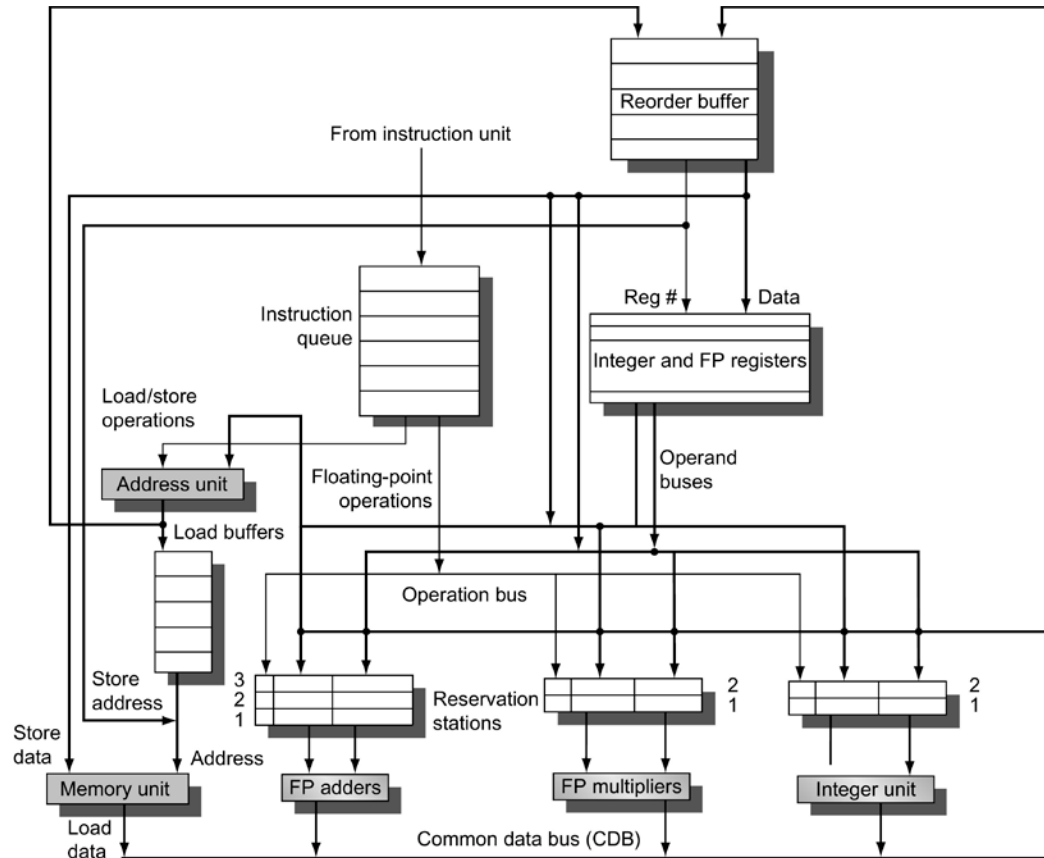 Reorder buffer
From instruction unit
Reg #
Data
Instruction
queue
Integer and FP registers
Load/store
operations
Operand
buses
Floating-point
operations
Address unit
Load buffers
Operation bus
Store
address
3
2
1
Reservation
stations
2
1
2
1
Store
data
Address
Memory unit
FP adders
FP multipliers
Integer unit
Load
data
Common data bus (CDB)